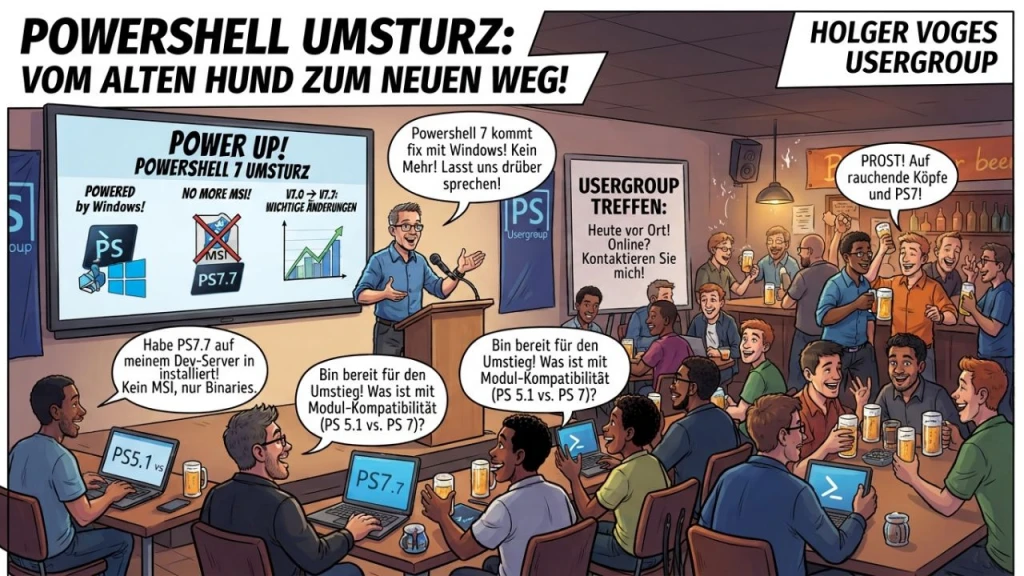 POWERSHELL UMSTURZ:
VOM ALTEN HUND ZUM NEUEN WEG!
HOLGER VOGES
USERGROUP
POWER UP!
POWERSHELL 7 UMSTURZ
POWERED
by Windows!
PS
NO MORE MSI!
MSI
PS7.7
V7.0 → V7.7:
WICHTIGE ÄNDERUNGEN
Powershell 7 kommt
fix mit Windows! Kein
Mehr! Lasst uns drüber
sprechen!
S
oup
PS
Usergroup
USERGROUP
TREFFEN:
Heute vor Ort!
Online?
Kontaktieren Sie
mich!
beer
PROST! Auf
rauchende Köpfe
und PS7!
Habe PS7.7 auf
meinem Dev-Server in
installiert!
Kein MSI, nur Binaries.
Bin bereit für den
Umstieg! Was ist mit
Modul-Kompatibilität
(PS 5.1 vs. PS 7)?
Bin bereit für den
Umstieg! Was ist mit
Modul-Kompatibilität
(PS 5.1 vs. PS 7)?
PS5.1 vs
PS7.7